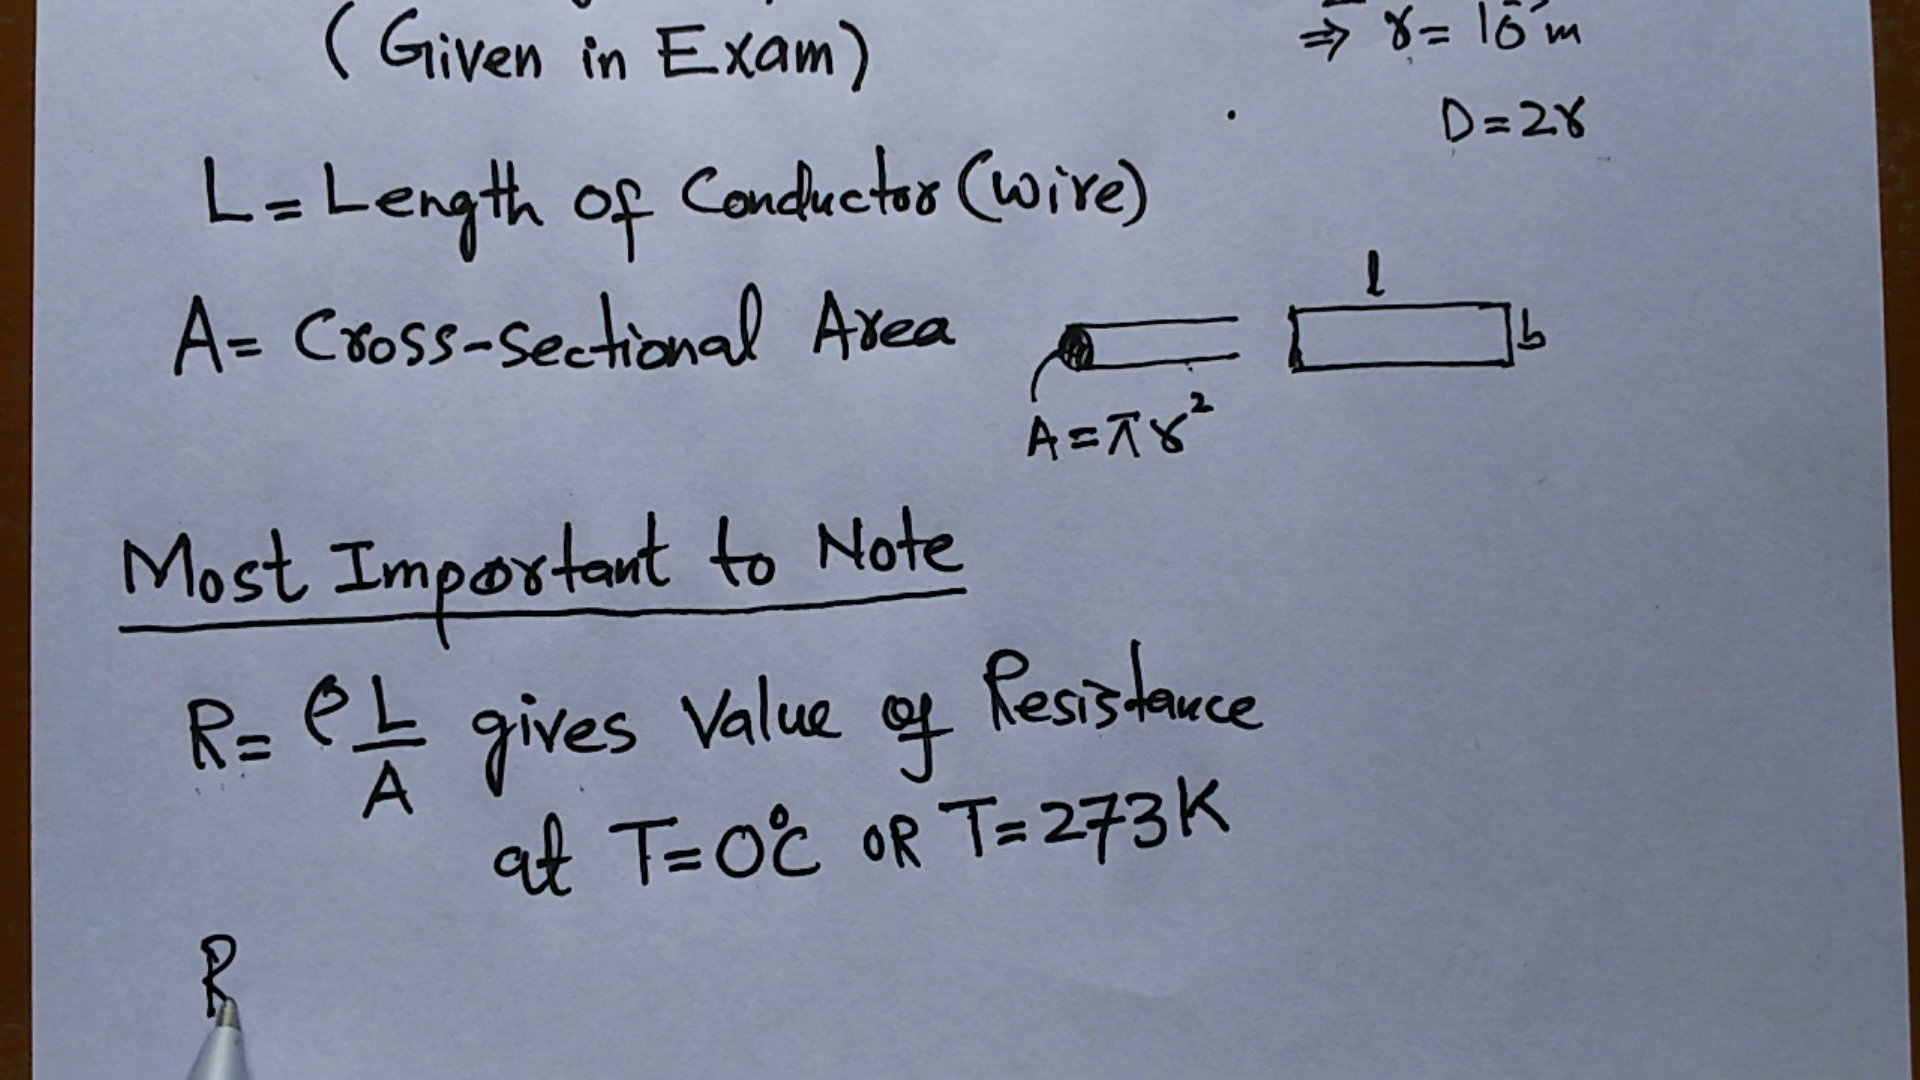 (Given in Exam)
⇒ r = 10 m
D = 2r
L = Length of Conductor (wire)
A = Cross-sectional Area
l
b
A = πr²
Most Important to Note
R = ρL/A gives Value of Resistance
at T = 0°C OR T = 273K
R